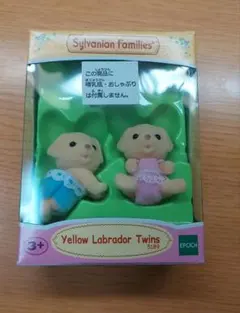 Sylvanian Families
この商品に
哺乳瓶・おしゃぶり
は付属しません。
3+
Yellow Labrador Twins
EPOCH